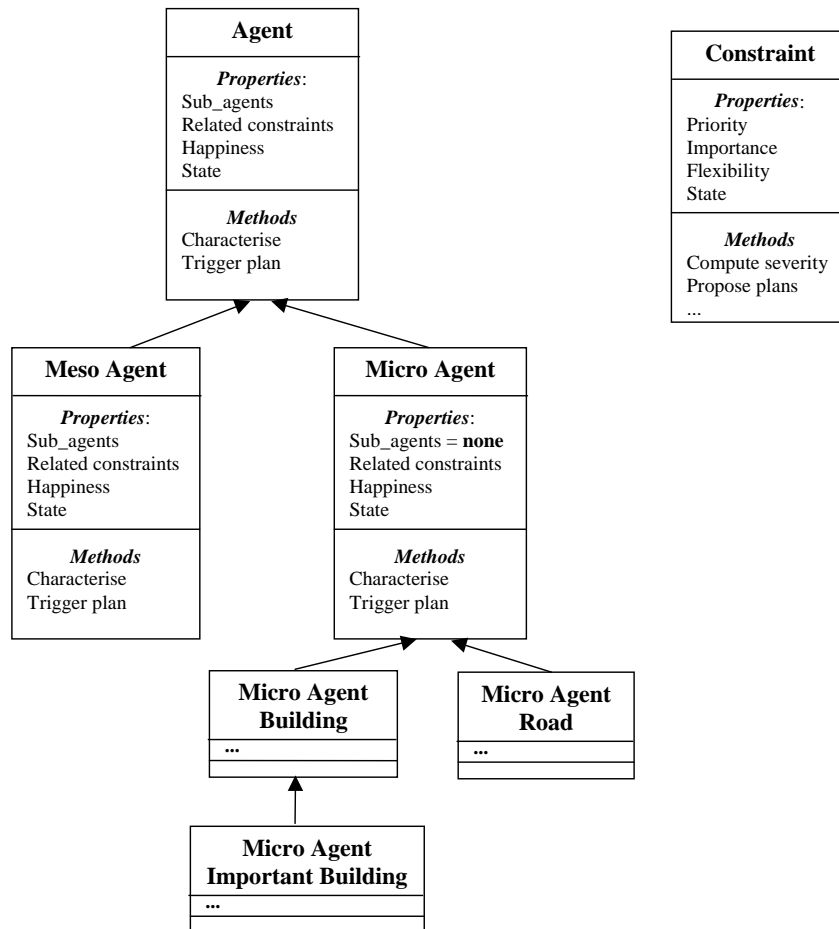 Agent
Properties:
Sub_agents
Related constraints
Happiness
State
Methods
Characterise
Trigger plan
Constraint
Properties:
Priority
Importance
Flexibility
State
Methods
Compute severity
Propose plans
...
Meso Agent
Properties:
Sub_agents
Related constraints
Happiness
State
Methods
Characterise
Trigger plan
Micro Agent
Properties:
Sub_agents = none
Related constraints
Happiness
State
Methods
Characterise
Trigger plan
Micro Agent
Building
...
Micro Agent
Road
...
Micro Agent
Important Building
...